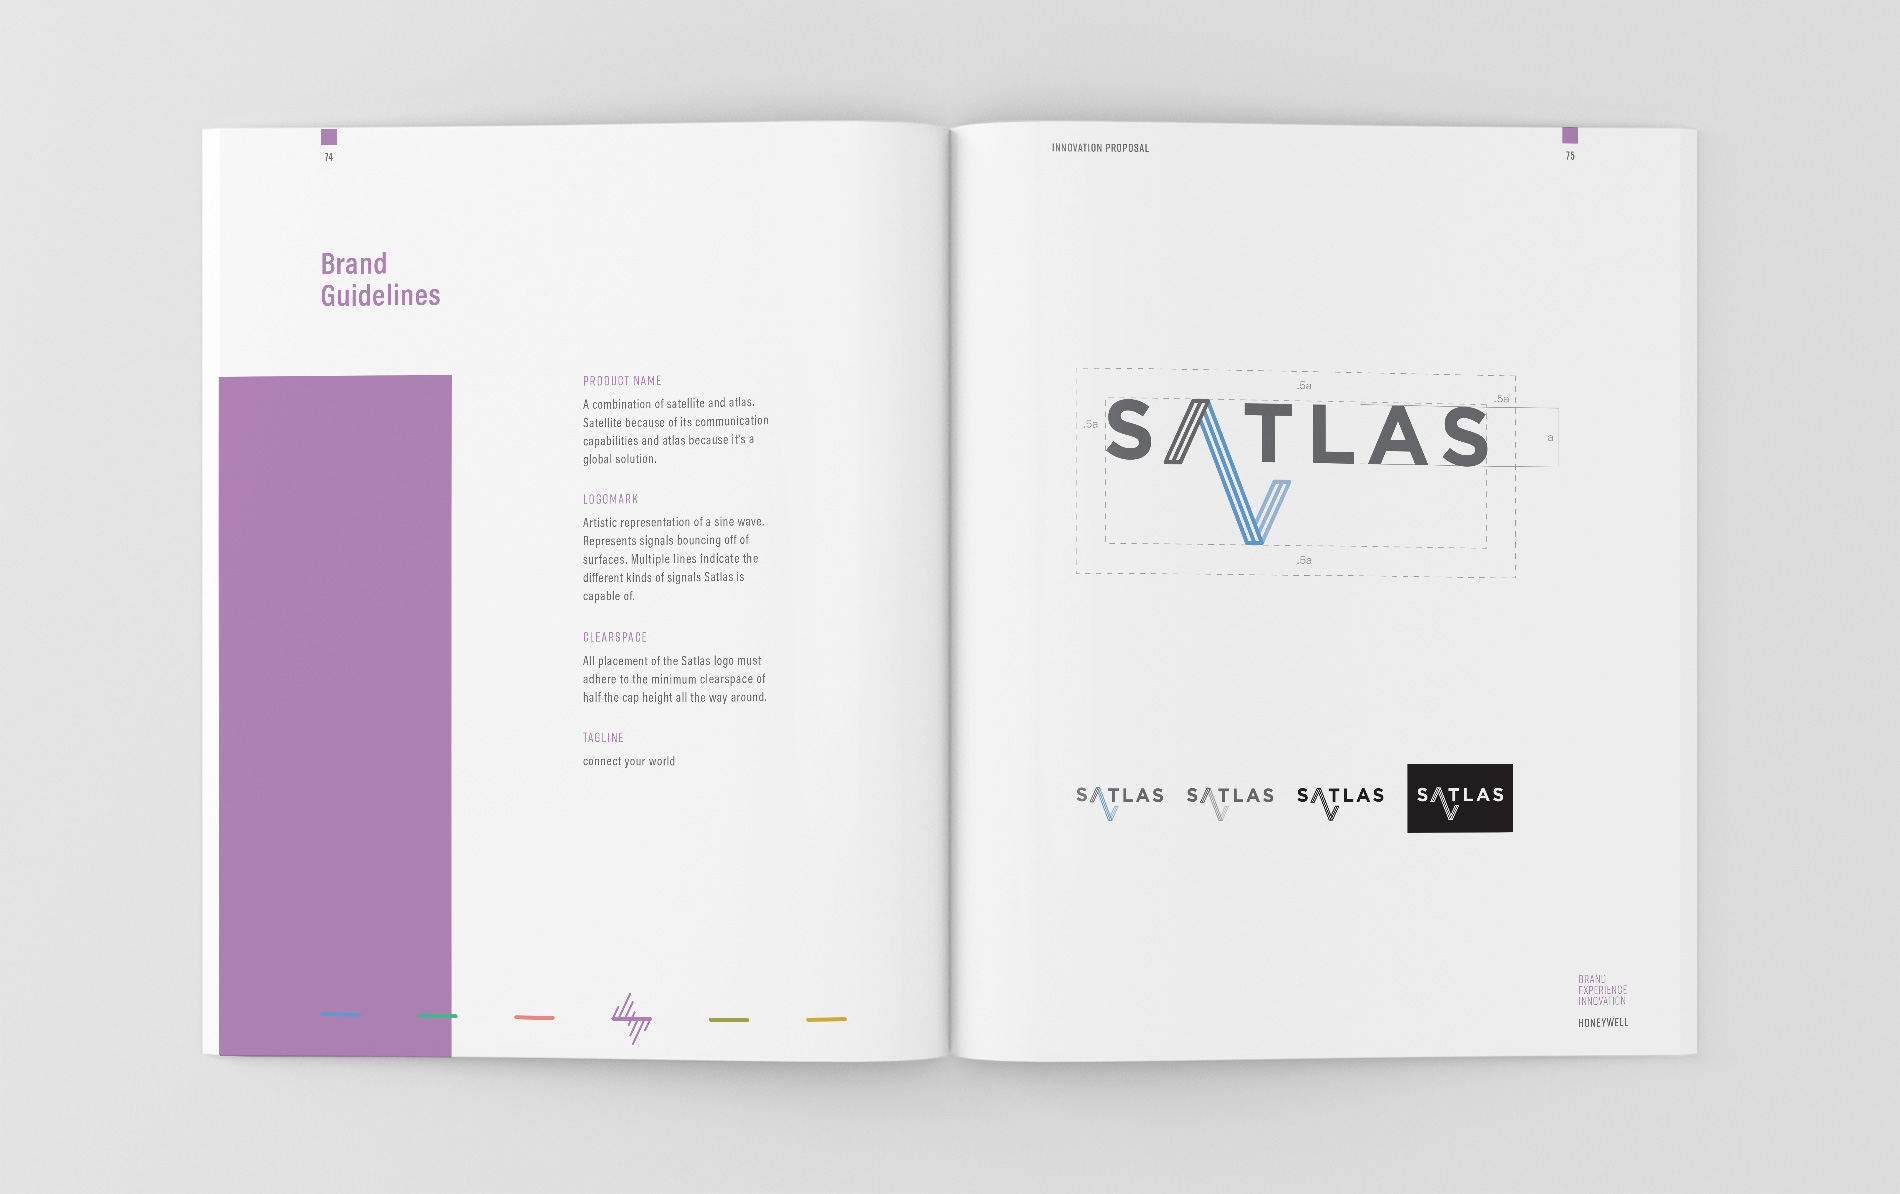 74
Brand
Guidelines
PRODUCT NAME
A combination of satellite and atlas.
Satellite because of its communication
capabilities and atlas because it's a
global solution.
LOGOMARK
Artistic representation of a sine wave.
Represents signals bouncing off of
surfaces. Multiple lines indicate the
different kinds of signals Satlas is
capable of.
CLEARSPACE
All placement of the Satlas logo must
adhere to the minimum clearspace of
half the cap height all the way around.
TAGLINE
connect your world
INNOVATION PROPOSAL
75
.5a
.5a
.5a
a
SATLAS
.5a
SATLAS SATLAS SATLAS SATLAS
BRAND
EXPERIENCE
INNOVATION
HONEYWELL